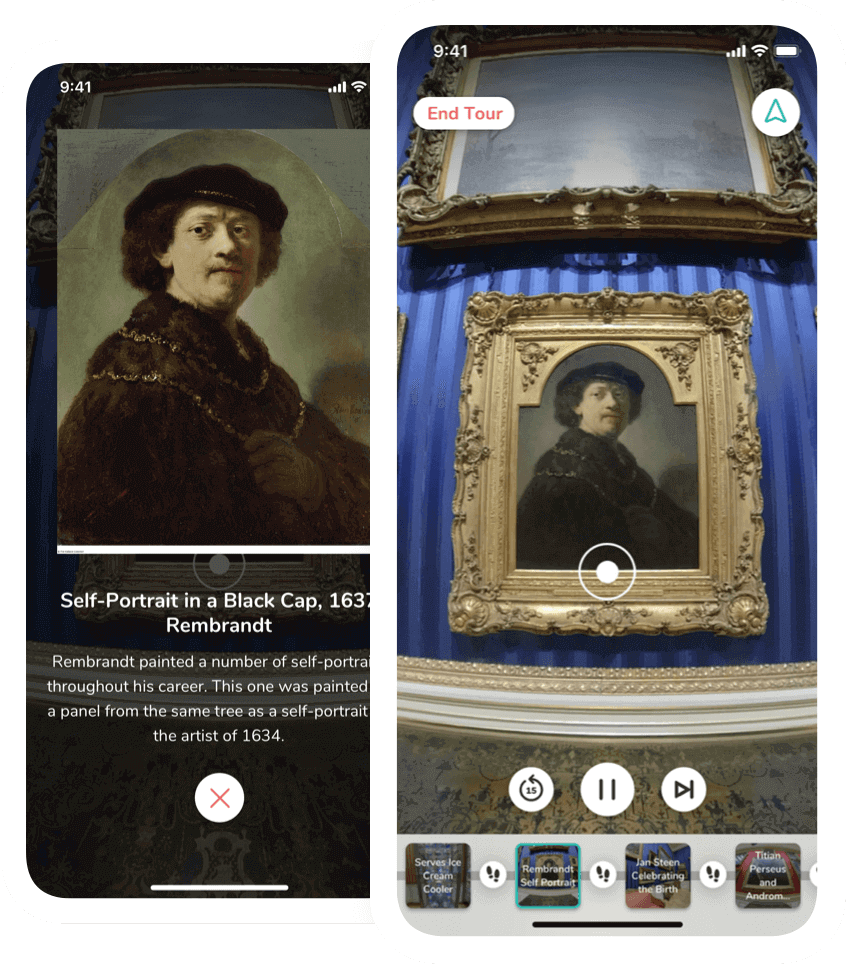 9:41
Self-Portrait in a Black Cap, 1637
Rembrandt
Rembrandt painted a number of self-portrai
throughout his career. This one was painted
a panel from the same tree as a self-portrait
the artist of 1634.
9:41
End Tour
15
Serves Ice
Cream
Cooler
Rembrandt
Self Portrait
Jan Steen
Celebrating
the Birth
Titian
Perseus
and
Androm...